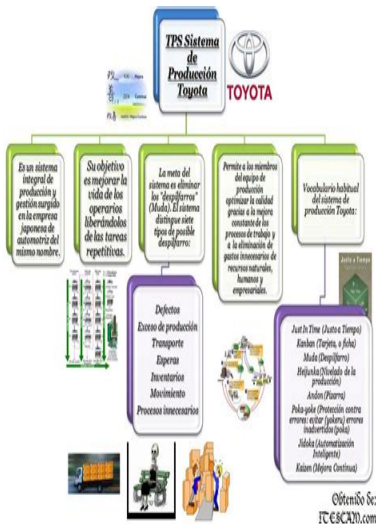 TPS Sistema
de
Producción
Toyota
TOYOTA
Es un sistema
integral de
producción y
gestión surgido
en la empresa
japonesa de
automotriz del
mismo nombre.
Su objetivo
es mejorar la
vida de los
operarios
liberándolos
de las tareas
repetitivas.
La meta del
sistema es eliminar
los "despilfarros"
(Muda). El sistema
distingue siete
tipos de posible
despilfarro:
Permite a los miembros
del equipo de
producción
optimizar la calidad
gracias a la mejora
constante de los
procesos de trabajo y
a la eliminación de
gastos innecesarios de
recursos naturales,
humanos y
empresariales.
Vocabulario habitual
del sistema de
producción Toyota:
Justo a Tiempo
Defectos
Exceso de producción
Transporte
Esperas
Inventarios
Movimiento
Procesos innecesarios
Just In Time (Justo a Tiempo)
Kanban (Tarjeta, o ficha)
Muda (Despilfarro)
Heijunka (Nivelado de la
producción)
Andon (Pizarra)
Poka-yoke (Protección contra
errores: evitar (yokeru) errores
inadvertidos (poka)
Jidoka (Automatización
Inteligente)
Kaizen (Mejora Continua)
Obtenido de:
ITESCAM.com